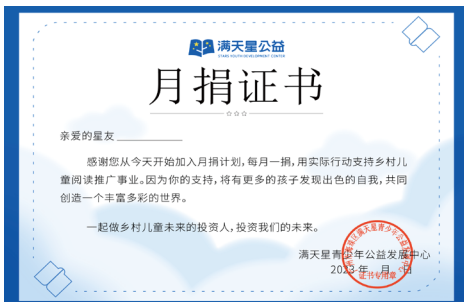 满天星公益
STARS YOUTH DEVELOPMENT CENTER
月捐证书
亲爱的星友
感谢您从今天开始加入月捐计划，每月一捐，用实际行动支持乡村儿
童阅读推广事业。因为你的支持，将有更多的孩子发现出色的自我，共同
创造一个丰富多彩的世界。
一起做乡村儿童未来的投资人，投资我们的未来。
满天星青少年公益发展中心
2023 年 月 日
证书专用章